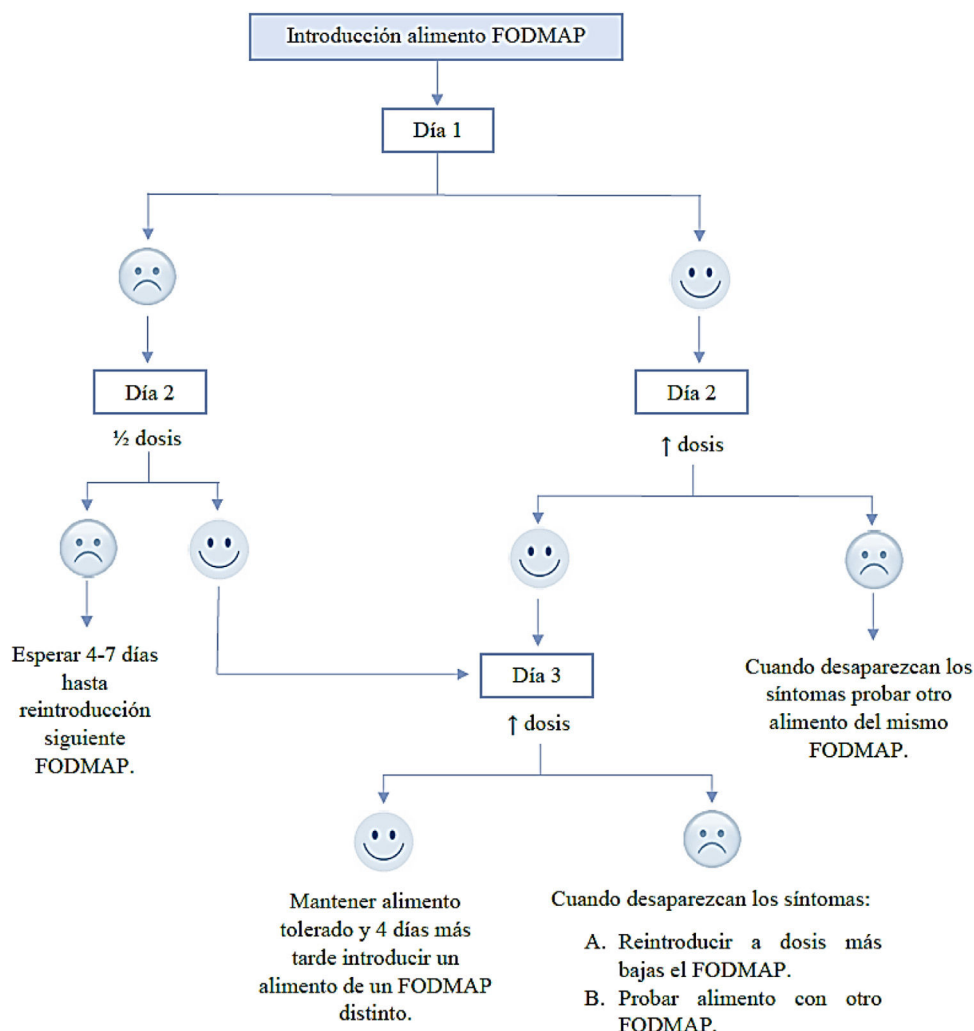 Introducción alimento FODMAP
Día 1
Día 2
½ dosis
Día 2
↑ dosis
Esperar 4-7 días
hasta
reintroducción
siguiente
FODMAP.
Día 3
↑ dosis
Cuando desaparezcan los
síntomas probar otro
alimento del mismo
FODMAP.
Mantener alimento
tolerado y 4 días más
tarde introducir un
alimento de un FODMAP
distinto.
Cuando desaparezcan los síntomas:
A. Reintroducir a dosis más
bajas el FODMAP.
B. Probar alimento con otro
FODMAP.